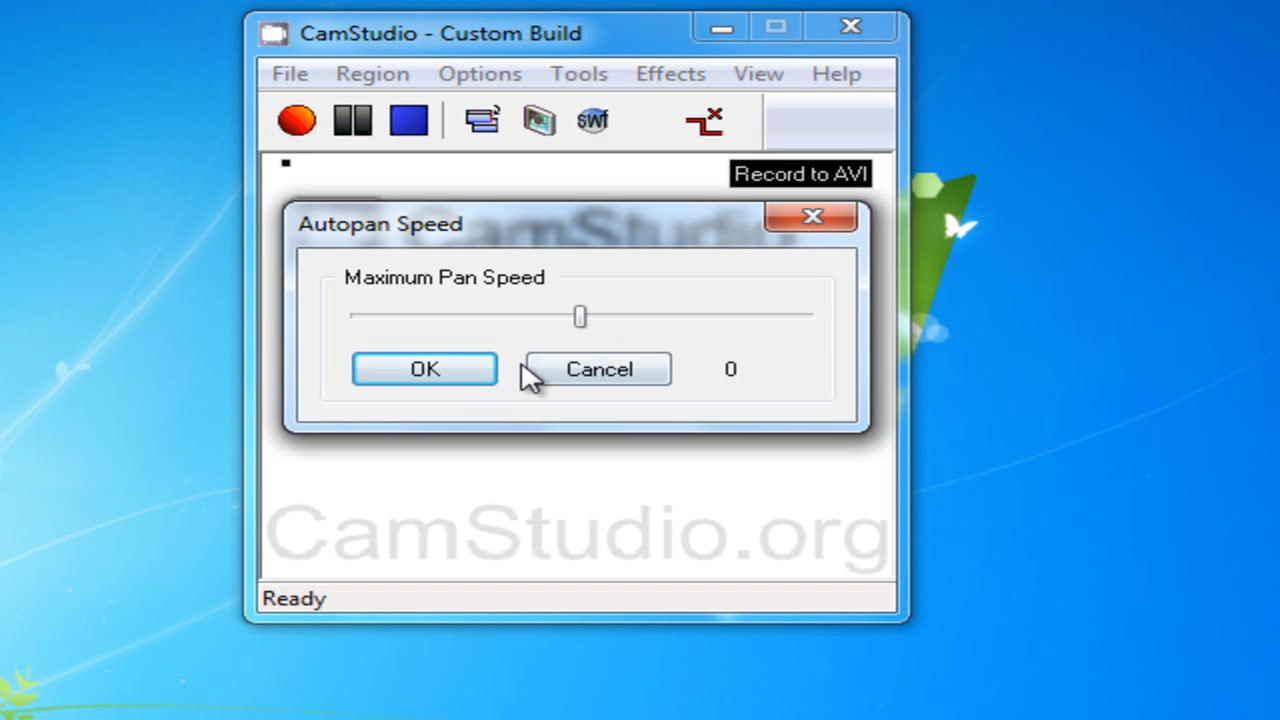 CamStudio - Custom Build
File Region Options Tools Effects View Help
swf
Record to AVI
CamStudio
Autopan Speed
Maximum Pan Speed
OK Cancel 0
CamStudio.org
Ready